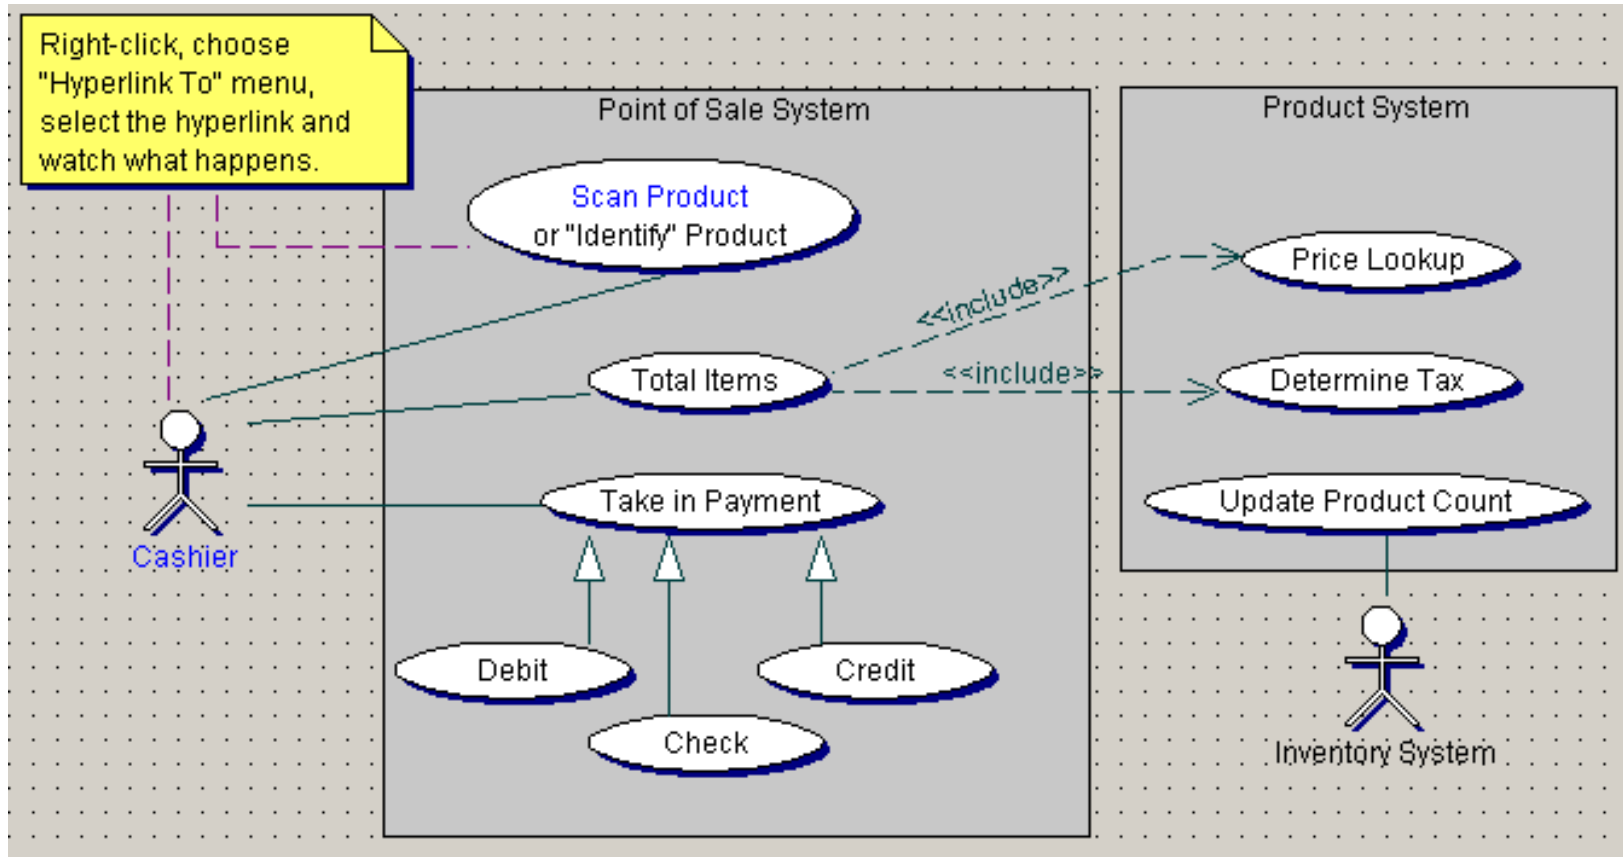 Right-click, choose
"Hyperlink To" menu,
select the hyperlink and
watch what happens.
Point of Sale System
Product System
Scan Product
or "Identify" Product
<<include>>
Price Lookup
Total Items
<<include>>
Determine Tax
Take in Payment
Update Product Count
Cashier
Debit
Credit
Check
Inventory System